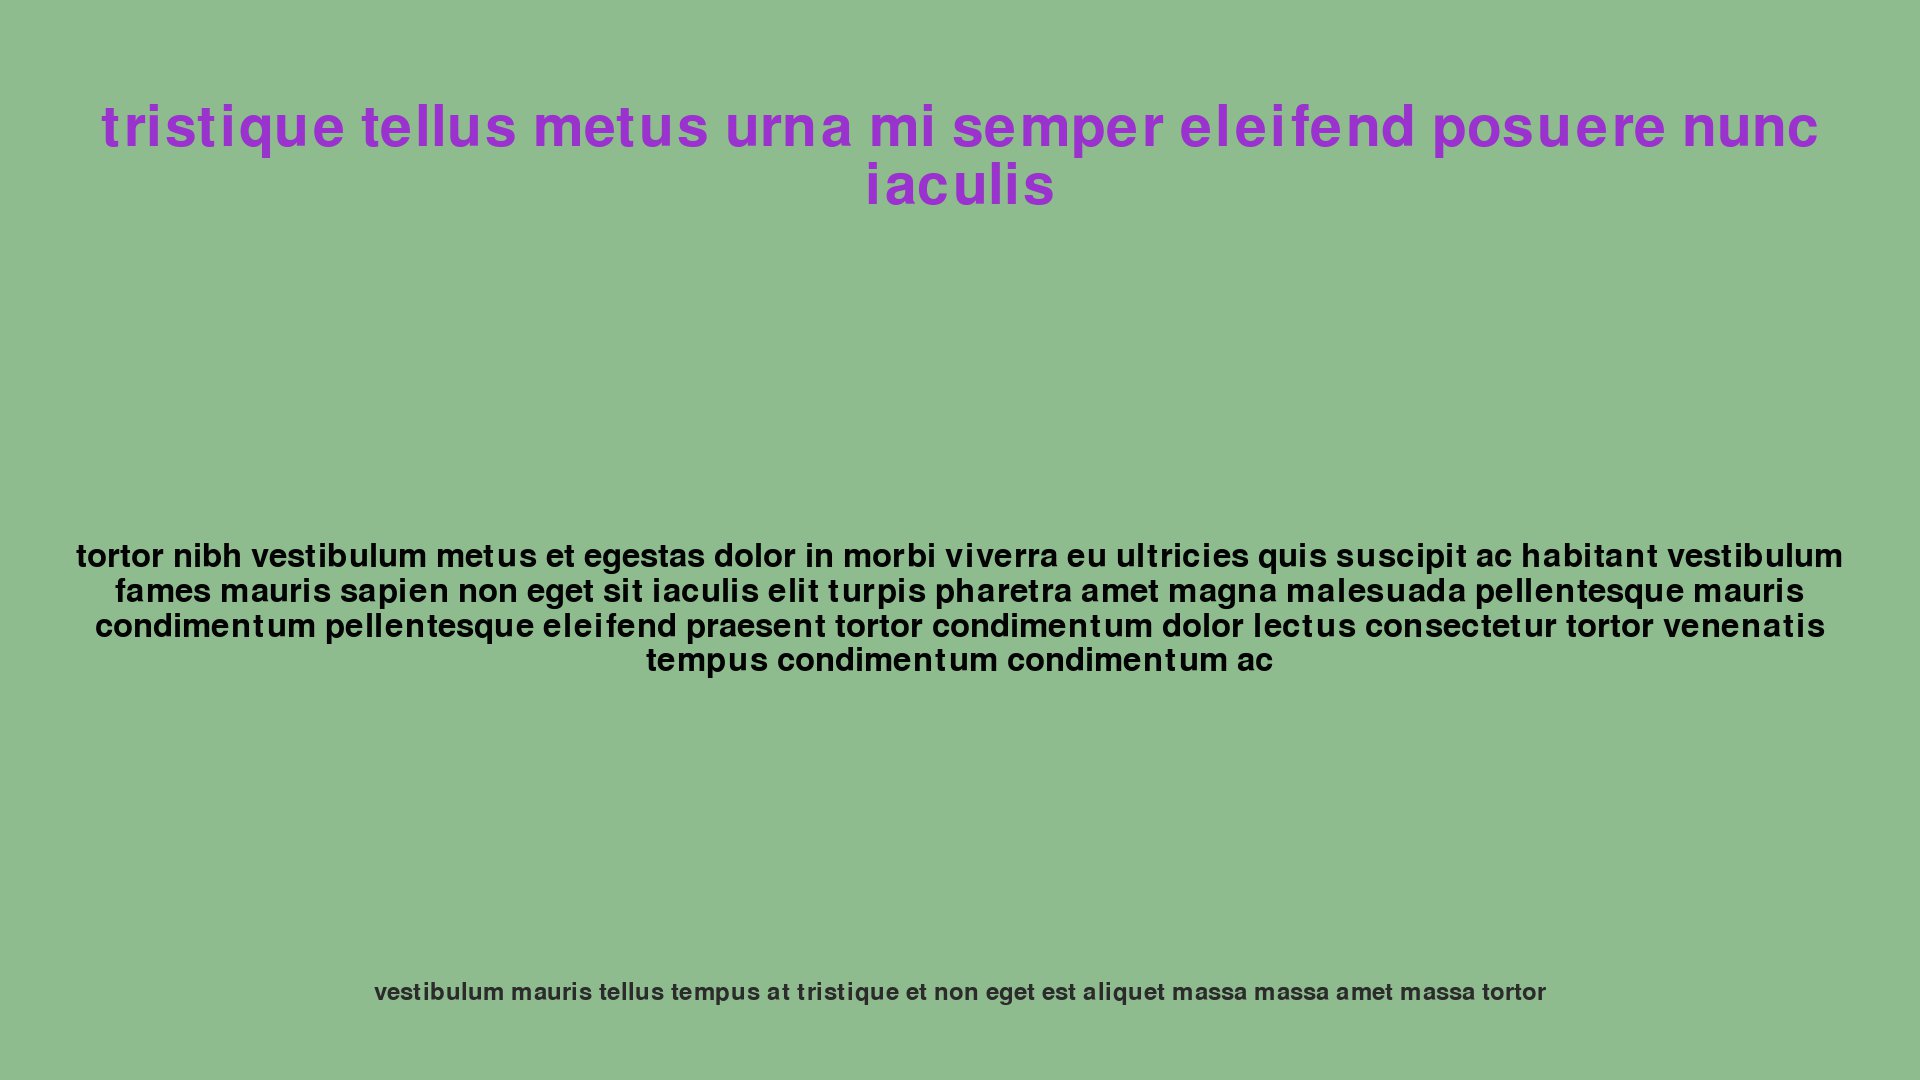 tristique tellus metus urna mi semper eleifend posuere nunc
iaculis
tortor nibh vestibulum metus et egestas dolor in morbi viverra eu ultricies quis suscipit ac habitant vestibulum
fames mauris sapien non eget sit iaculis elit turpis pharetra amet magna malesuada pellentesque mauris
condimentum pellentesque eleifend praesent tortor condimentum dolor lectus consectetur tortor venenatis
tempus condimentum condimentum ac
vestibulum mauris tellus tempus at tristique et non eget est aliquet massa massa amet massa tortor